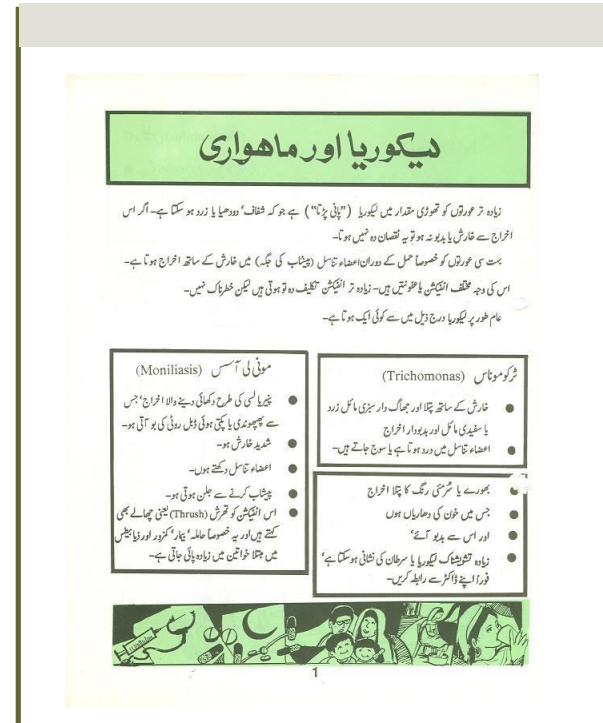 لیکوریا اور ماھواری
زیادہ تر عورتوں کو تھوڑی مقدار میں لیکوریا (”پانی پڑنا“) ہے جو کہ شفاف‘ دودھیا یا زرد ہو سکتا ہے۔ اگر اس
اخراج سے خارش یا بدبو نہ ہو تو یہ نقصان دہ نہیں ہوتا۔
بہت سی عورتوں کو خصوصاً حمل کے دوران اعضاء تناسل (پیشاب کی جگہ) میں خارش کے ساتھ اخراج ہوتا ہے۔
اس کی وجہ مختلف انفیکشن یا عفونتیں ہیں۔ زیادہ تر انفیکشن تکلیف دہ تو ہوتی ہیں لیکن خطرناک نہیں۔
عام طور پر لیکوریا درج ذیل میں سے کوئی ایک ہوتا ہے۔
ٹرکوموناس (Trichomonas)
● خارش کے ساتھ پتلا اور جھاگ دار سبزی مائل زرد
یا سفیدی مائل اور بدبودار اخراج
● اعضاء تناسل میں درد ہوتا ہے یا سوج جاتے ہیں۔
● بھورے یا سُرمئی رنگ کا پتلا اخراج
● جس میں خون کی دھاریاں ہوں
● اور اس سے بدبو آئے‘
● زیادہ تشویشناک لیکوریا یا سرطان کی نشانی ہو سکتا ہے‘
فوراً اپنے ڈاکٹر سے رابطہ کریں۔
مونی لی آسس (Moniliasis)
● پنیر یا لسی کی طرح دکھائی دینے والا اخراج‘ جس
سے پھپھوندی یا پکتی ہوئی ڈبل روٹی کی بو آتی ہو۔
● شدید خارش ہو۔
● اعضاء تناسل دکھتے ہوں۔
● پیشاب کرنے سے جلن ہوتی ہو۔
● اس انفیکشن کو تھرش (Thrush) یعنی چھالے بھی
کہتے ہیں اور یہ خصوصاً حاملہ‘ بیمار‘ کمزور اور ذیابیطس
میں مبتلا خواتین میں زیادہ پائی جاتی ہے۔
1